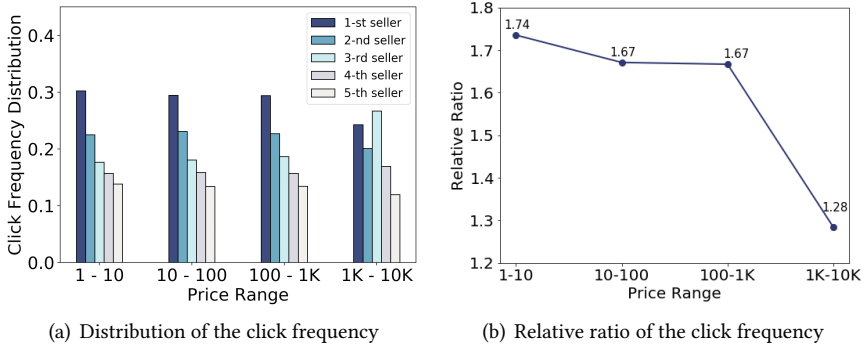 0.4
0.3
0.2
0.1
0.0
Click Frequency Distribution
1-st seller
2-nd seller
3-rd seller
4-th seller
5-th seller
1 - 10 10 - 100 100 - 1K 1K - 10K
Price Range
(a) Distribution of the click frequency
1.8
1.7
1.6
1.5
1.4
1.3
1.2
Relative Ratio
1.74
1.67
1.67
1.28
1-10 10-100 100-1K 1K-10K
Price Range
(b) Relative ratio of the click frequency